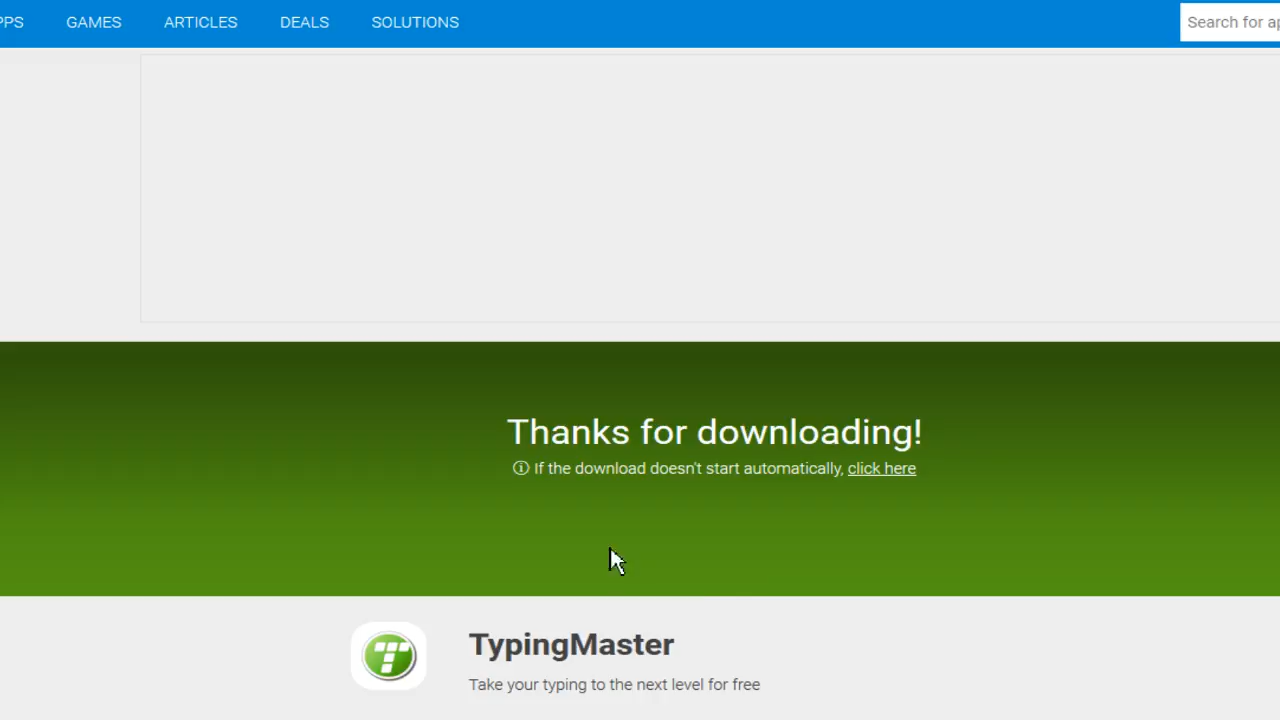 PPS GAMES ARTICLES DEALS SOLUTIONS Search for ap
Thanks for downloading!
If the download doesn't start automatically, click here
TypingMaster
Take your typing to the next level for free